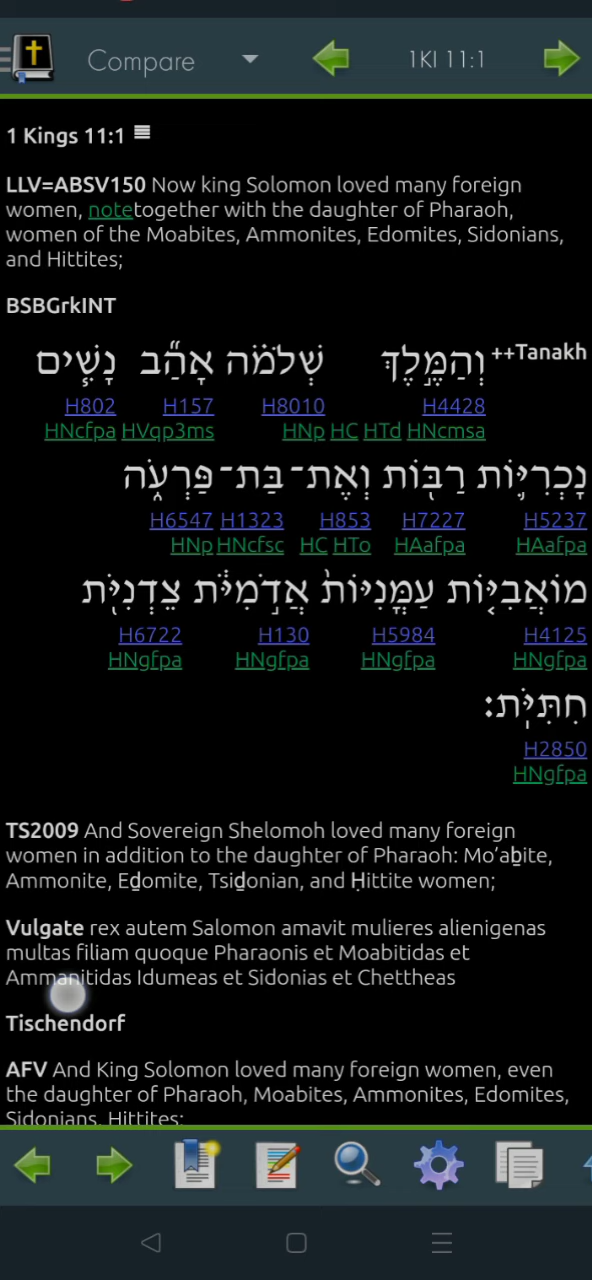 Compare
1KI 11:1
1 Kings 11:1
LLV=ABSV150 Now king Solomon loved many foreign
women, notetogether with the daughter of Pharaoh,
women of the Moabites, Ammonites, Edomites, Sidonians,
and Hittites;
BSBGrkINT
++Tanakh וְהַמֶּ֣לֶךְ שְׁלֹמֹ֗ה אָהַ֞ב נָשִׁ֧ים
H802 H157 H8010 H4428
HNcfpa HVqp3ms HNp HC HTd HNcmsa
נָכְרִיּ֛וֹת רַבּ֖וֹת וְאֶת־ בַּת־ פַּרְעֹ֑ה
H6547 H1323 H853 H7227 H5237
HNp HNcfsc HC HTo HAafpa HAafpa
מוֹאֲבִיּ֤וֹת עַמֳּנִיּוֹת֙ אֲדֹ֣מִיֹּ֔ת צֵדְנִיֹּ֖ת
H6722 H130 H5984 H4125
HNgfpa HNgfpa HNgfpa HNgfpa
חִתִּיֹּֽת׃
H2850
HNgfpa
TS2009 And Sovereign Shelomoh loved many foreign
women in addition to the daughter of Pharaoh: Mo’aḇite,
Ammonite, Eḏomite, Tsiḏonian, and Ḥittite women;
Vulgate rex autem Salomon amavit mulieres alienigenas
multas filiam quoque Pharaonis et Moabitidas et
Ammanitidas Idumeas et Sidonias et Chettheas
Tischendorf
AFV And King Solomon loved many foreign women, even
the daughter of Pharaoh, Moabites, Ammonites, Edomites,
Sidonians, Hittites;